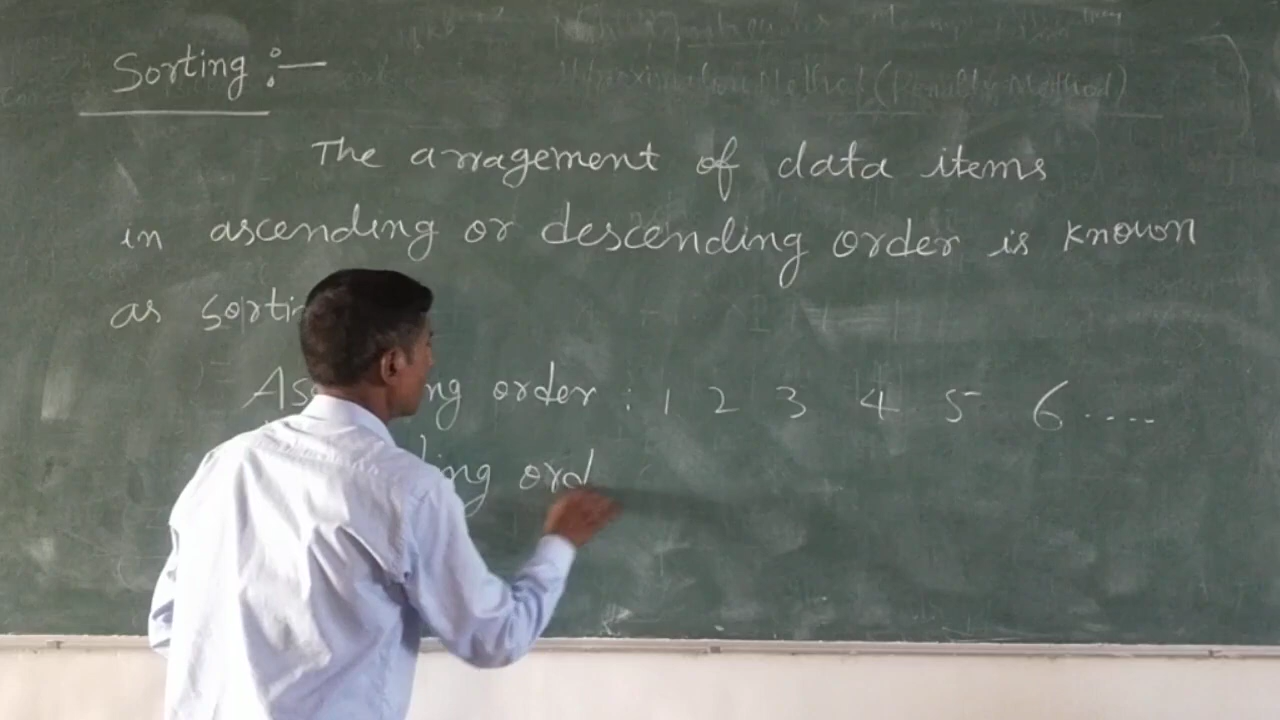 Sorting :—
The arragement of data items
in ascending or descending order is known
as sorti
As ng order : 1 2 3 4 5 6 ....
ing ord